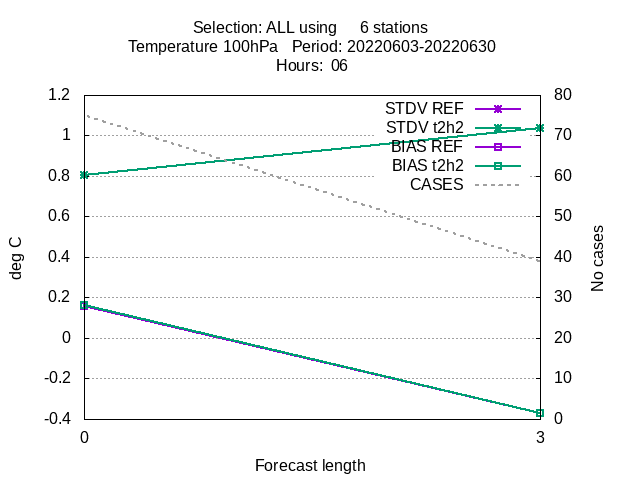 Selection: ALL using 6 stations
Temperature 100hPa Period: 20220603-20220630
Hours: 06
1.2
1
0.8
0.6
0.4
0.2
0
-0.2
-0.4
80
70
60
50
40
30
20
10
0
STDV REF
STDV t2h2
BIAS REF
BIAS t2h2
CASES
deg C
No cases
0
3
Forecast length